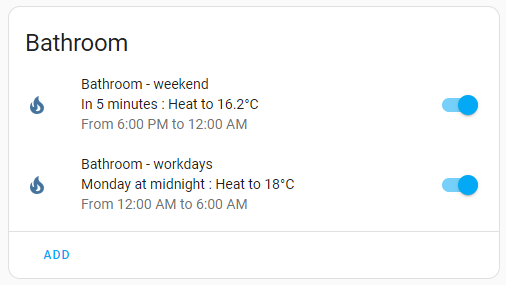 Bathroom
Bathroom - weekend
In 5 minutes : Heat to 16.2°C
From 6:00 PM to 12:00 AM
Bathroom - workdays
Monday at midnight : Heat to 18°C
From 12:00 AM to 6:00 AM
ADD